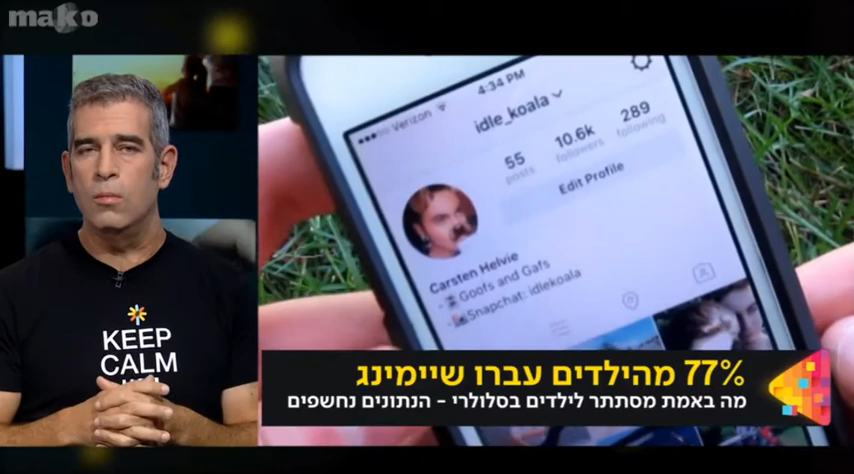 mako
Verizon
4:34 PM
idle_koala
55
10.6k
289
posts
followers
following
Edit Profile
Carsten Helvie
Goofs and Gafs
Snapchat: idlekoala
KEEP
CALM
77% מהילדים עברו שיימינג
מה באמת מסתתר לילדים בסלולרי - הנתונים נחשפים